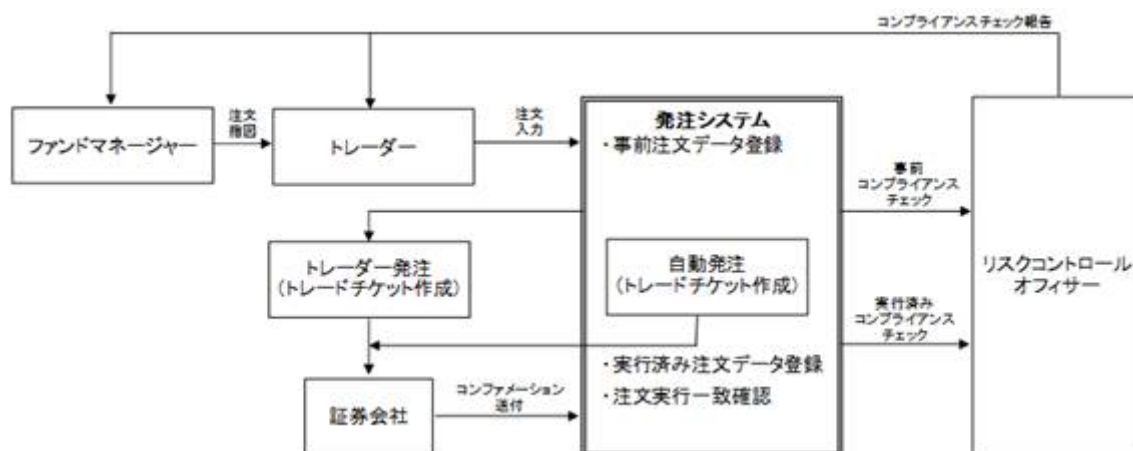 コンプライアンスチェック報告
ファンドマネージャー
注文
指図
トレーダー
注文
入力
発注システム
・事前注文データ登録
事前
コンプライアンス
チェック
トレーダー発注
(トレードチケット作成)
自動発注
(トレードチケット作成)
リスクコントロール
オフィサー
実行済み
コンプライアンス
チェック
・実行済み注文データ登録
・注文実行一致確認
証券会社
コンファメーション
送付